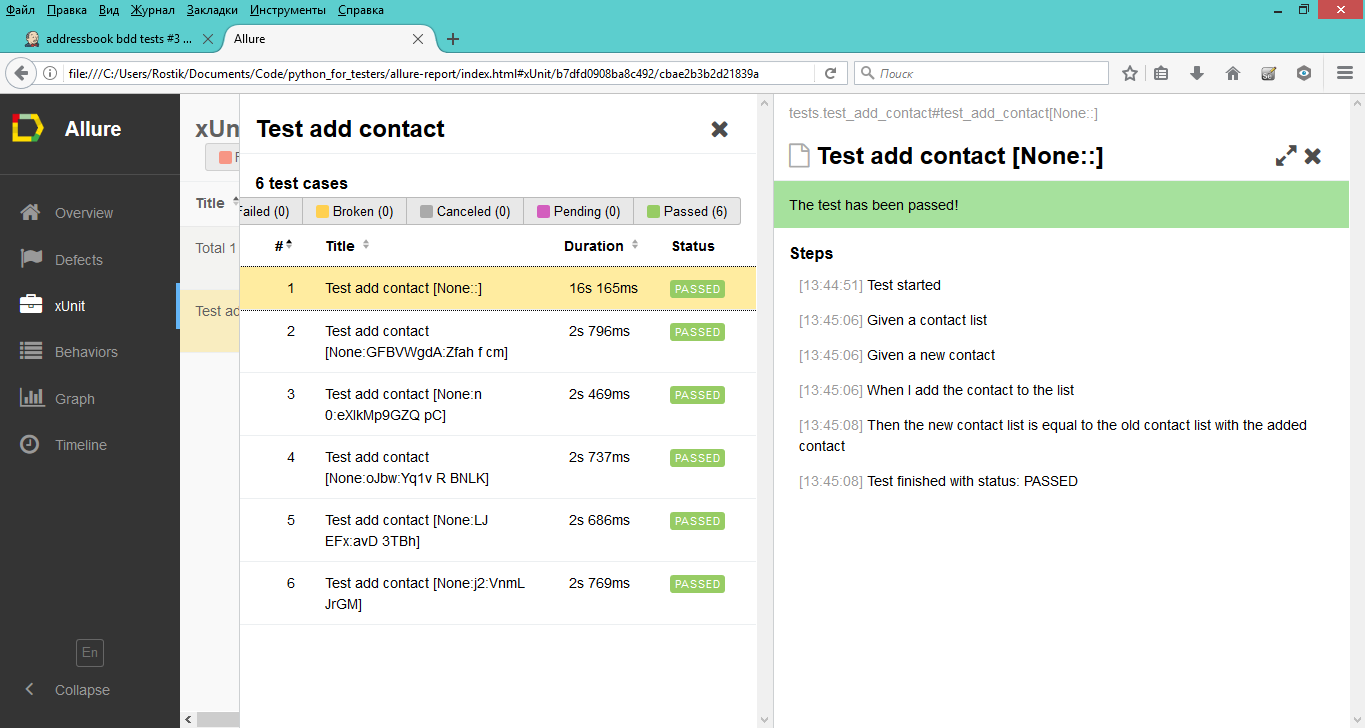 Файл Правка Вид Журнал Закладки Инструменты Справка
addressbook bdd tests #3 ...
Allure
file:///C:/Users/Rostik/Documents/Code/python_for_testers/allure-report/index.html#xUnit/b7dfd0908ba8c492/cbae2b3b2d21839a
Поиск
Allure
Overview
Defects
xUnit
Behaviors
Graph
Timeline
En
Collapse
xUn
F
Title
Total 1
Test ad
Test add contact
6 test cases
Failed (0) Broken (0) Canceled (0) Pending (0) Passed (6)
# Title Duration Status
1 Test add contact [None::] 16s 165ms PASSED
2 Test add contact 2s 796ms PASSED
[None:GFBVWgdA:Zfah f cm]
3 Test add contact [None:n 2s 469ms PASSED
0:eXlkMp9GZQ pC]
4 Test add contact 2s 737ms PASSED
[None:oJbw:Yq1v R BNLK]
5 Test add contact [None:LJ 2s 686ms PASSED
EFx:avD 3TBh]
6 Test add contact [None:j2:VnmL 2s 769ms PASSED
JrGM]
tests.test_add_contact#test_add_contact[None::]
Test add contact [None::]
The test has been passed!
Steps
[13:44:51] Test started
[13:45:06] Given a contact list
[13:45:06] Given a new contact
[13:45:06] When I add the contact to the list
[13:45:08] Then the new contact list is equal to the old contact list with the added
contact
[13:45:08] Test finished with status: PASSED